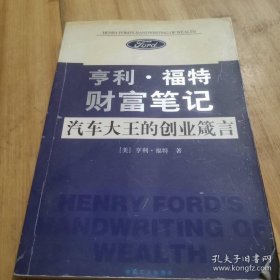 HENRY FORD'S HANDWRITING OF WEALTH
Ford
亨利·福特
财富笔记
汽车大王的创业箴言
[美] 亨利·福特 著
HENRY FORD'S
HANDWRITING OF
WEALTH
孔夫子旧书网